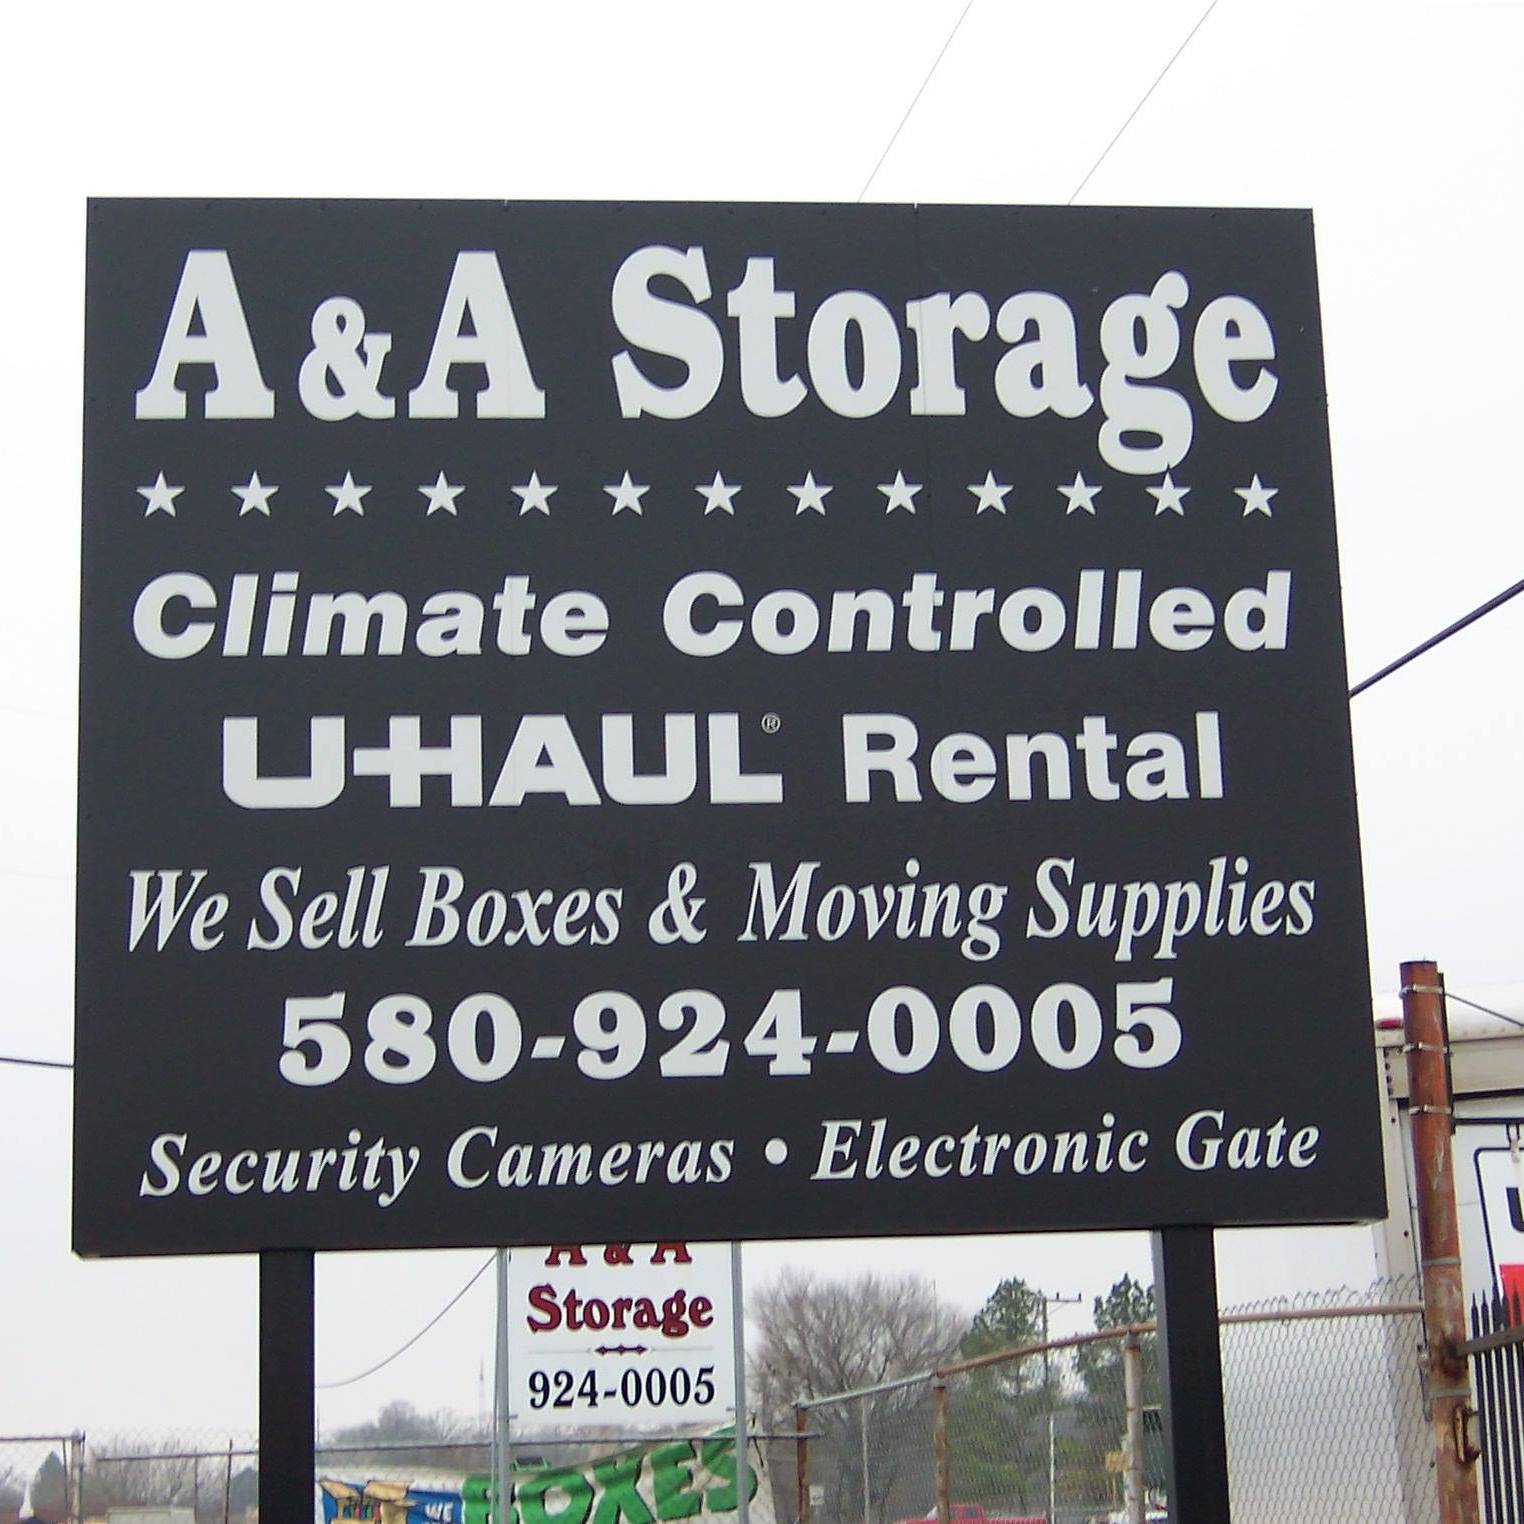 A & A Storage
Climate Controlled
U-HAUL® Rental
We Sell Boxes & Moving Supplies
580-924-0005
Security Cameras • Electronic Gate
A & A
Storage
924-0005
WE BOXES